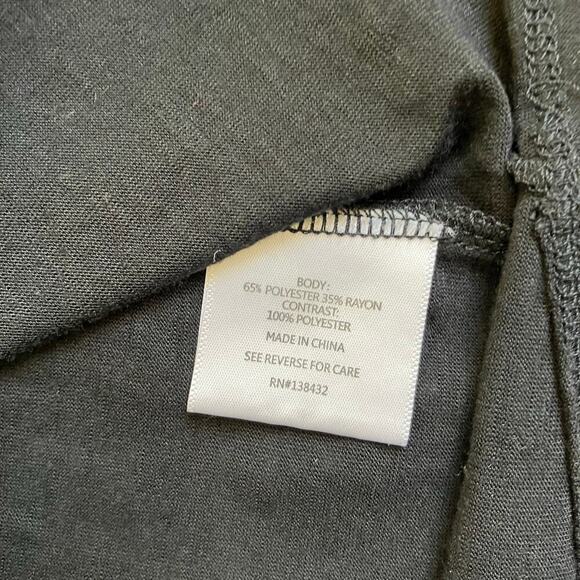 BODY:
65% POLYESTER 35% RAYON
CONTRAST:
100% POLYESTER
MADE IN CHINA
SEE REVERSE FOR CARE
RN#138432